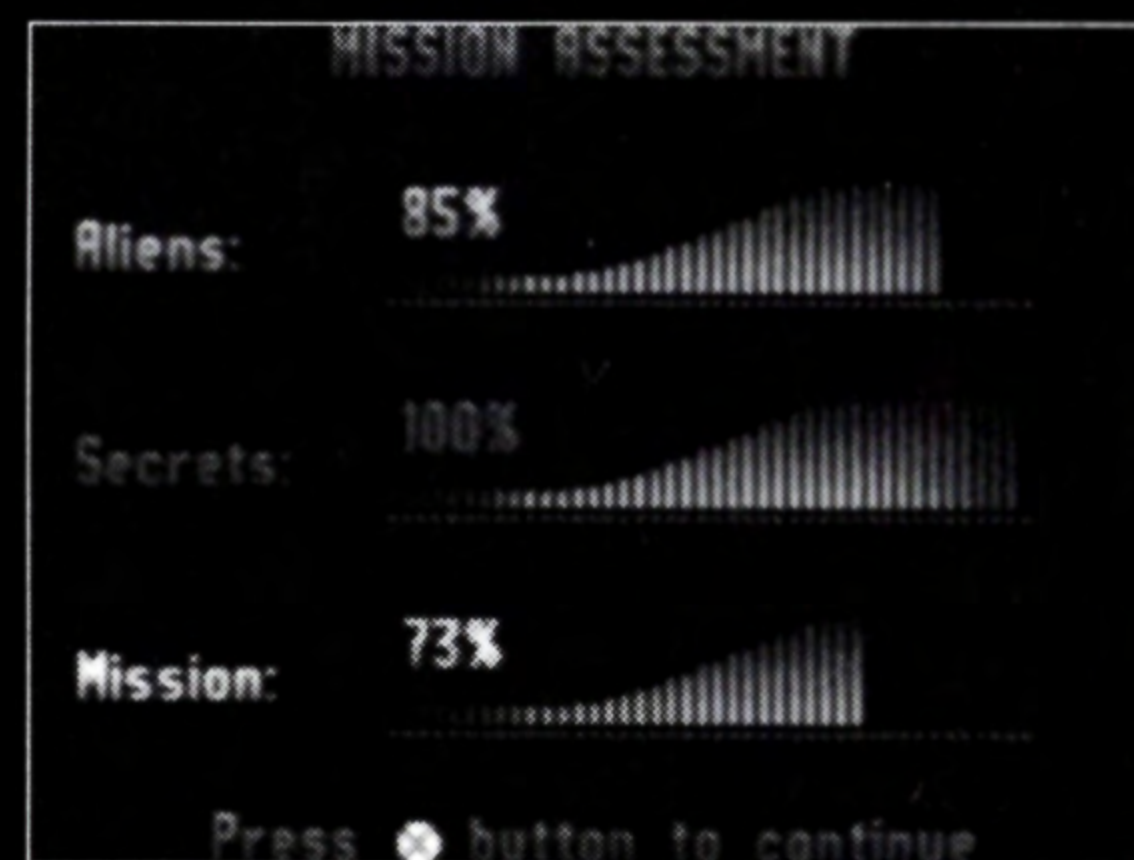 MISSION ASSESSMENT
Aliens: 85%
Secrets: 100%
Mission: 73%
Press ⊗ button to continue